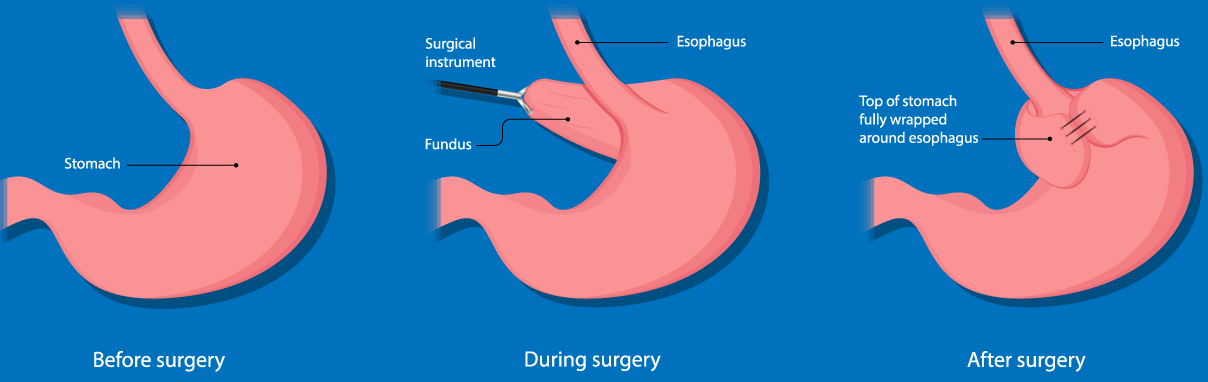 Stomach
Before surgery
Surgical
instrument
Esophagus
Fundus
During surgery
Esophagus
Top of stomach
fully wrapped
around esophagus
After surgery